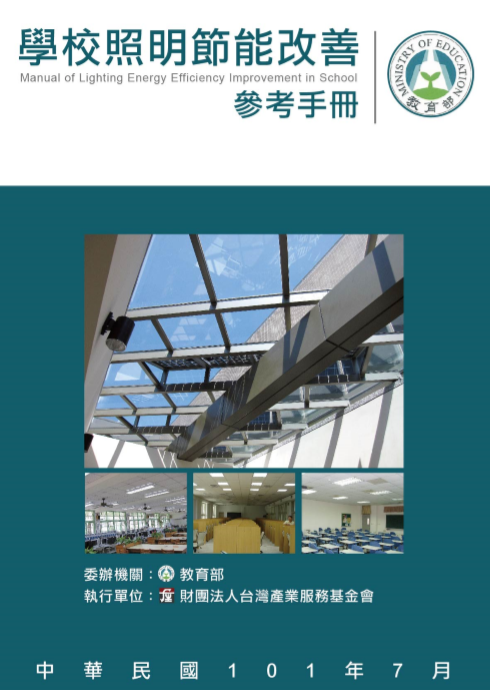 學校照明節能改善
Manual of Lighting Energy Efficiency Improvement in School
參考手冊
MINISTRY OF EDUCATION
教育部
委辦機關：教育部
執行單位：財團法人台灣產業服務基金會
中華民國101年7月